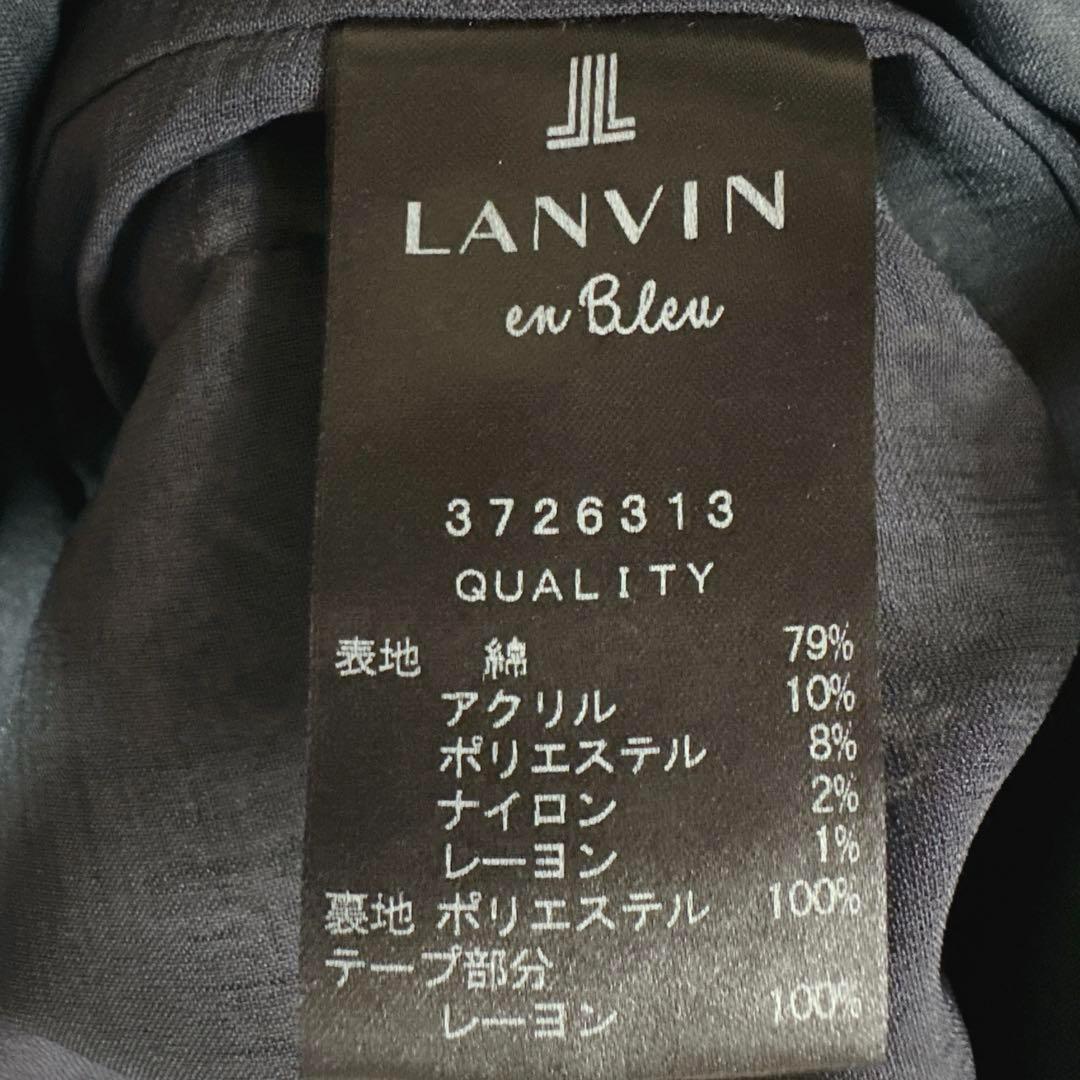 JL
LANVIN
en Bleu
3726313
QUALITY
表地 綿 79%
アクリル 10%
ポリエステル 8%
ナイロン 2%
レーヨン 1%
裏地 ポリエステル 100%
テープ部分
レーヨン 100%